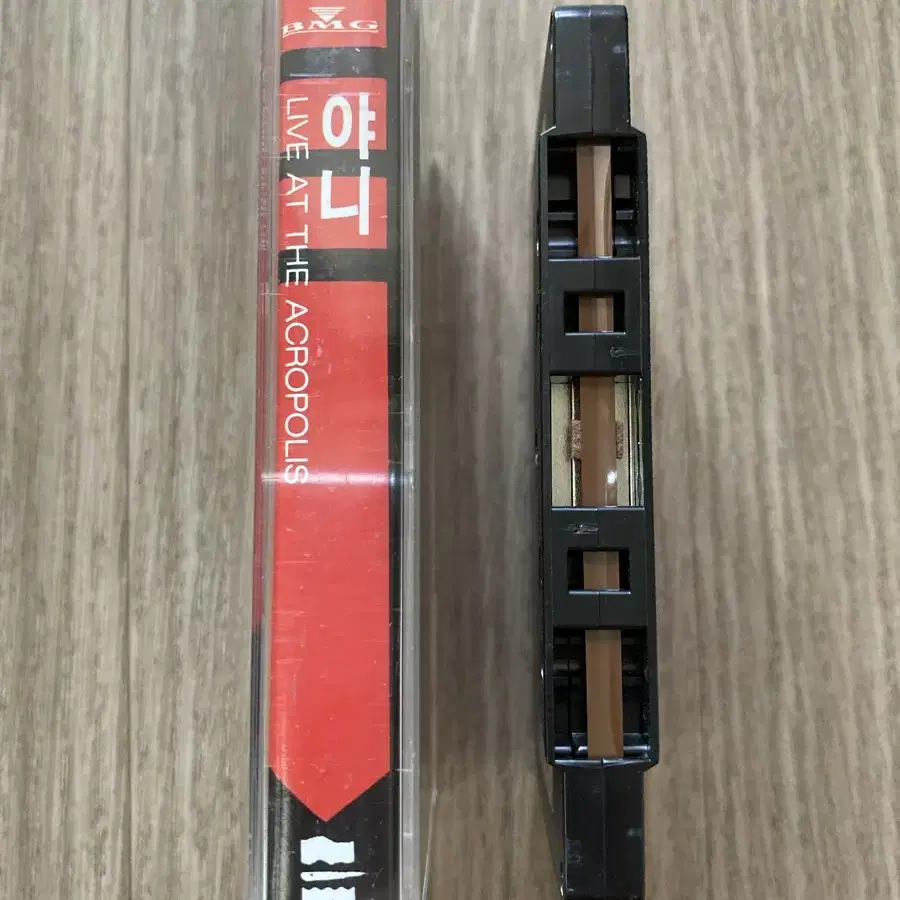 BMG
야니
LIVE AT THE ACROPOLIS